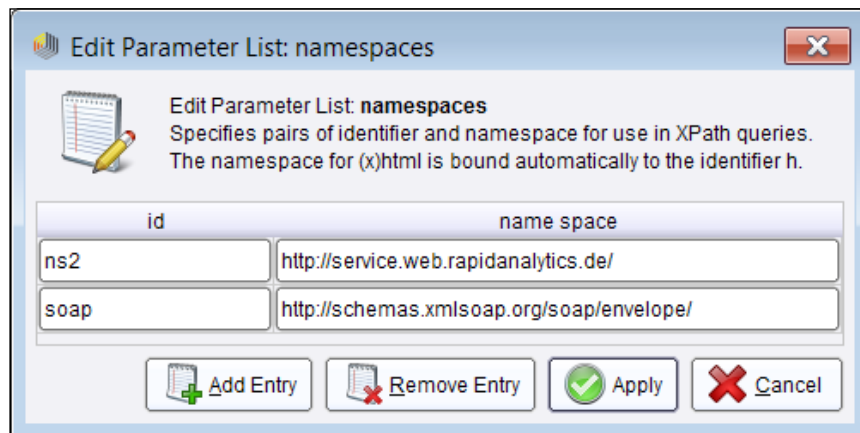 Edit Parameter List: namespaces
Edit Parameter List: namespaces
Specifies pairs of identifier and namespace for use in XPath queries.
The namespace for (x)html is bound automatically to the identifier h.
id name space
ns2 http://service.web.rapidanalytics.de/
soap http://schemas.xmlsoap.org/soap/envelope/
Add Entry Remove Entry Apply Cancel